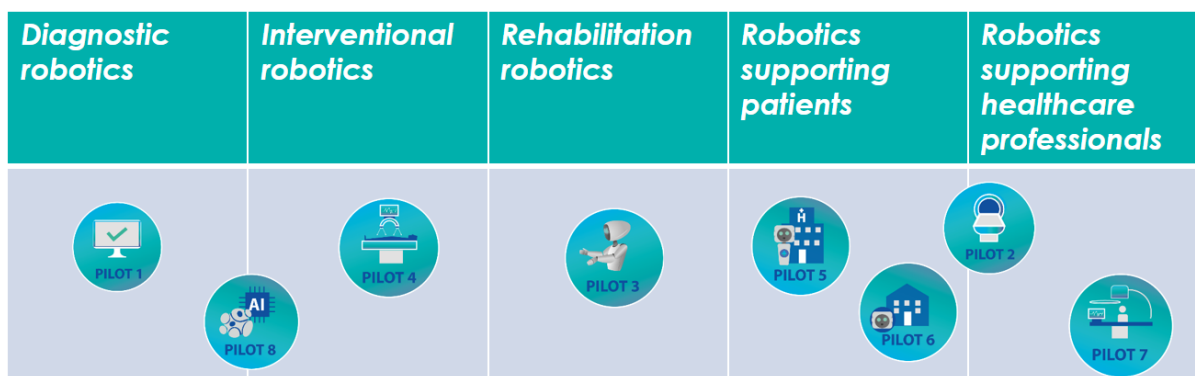 Diagnostic
robotics
Interventional
robotics
Rehabilitation
robotics
Robotics
supporting
patients
Robotics
supporting
healthcare
professionals
PILOT 1
AI
PILOT 8
PILOT 4
PILOT 3
H
PILOT 5
PILOT 6
PILOT 2
PILOT 7